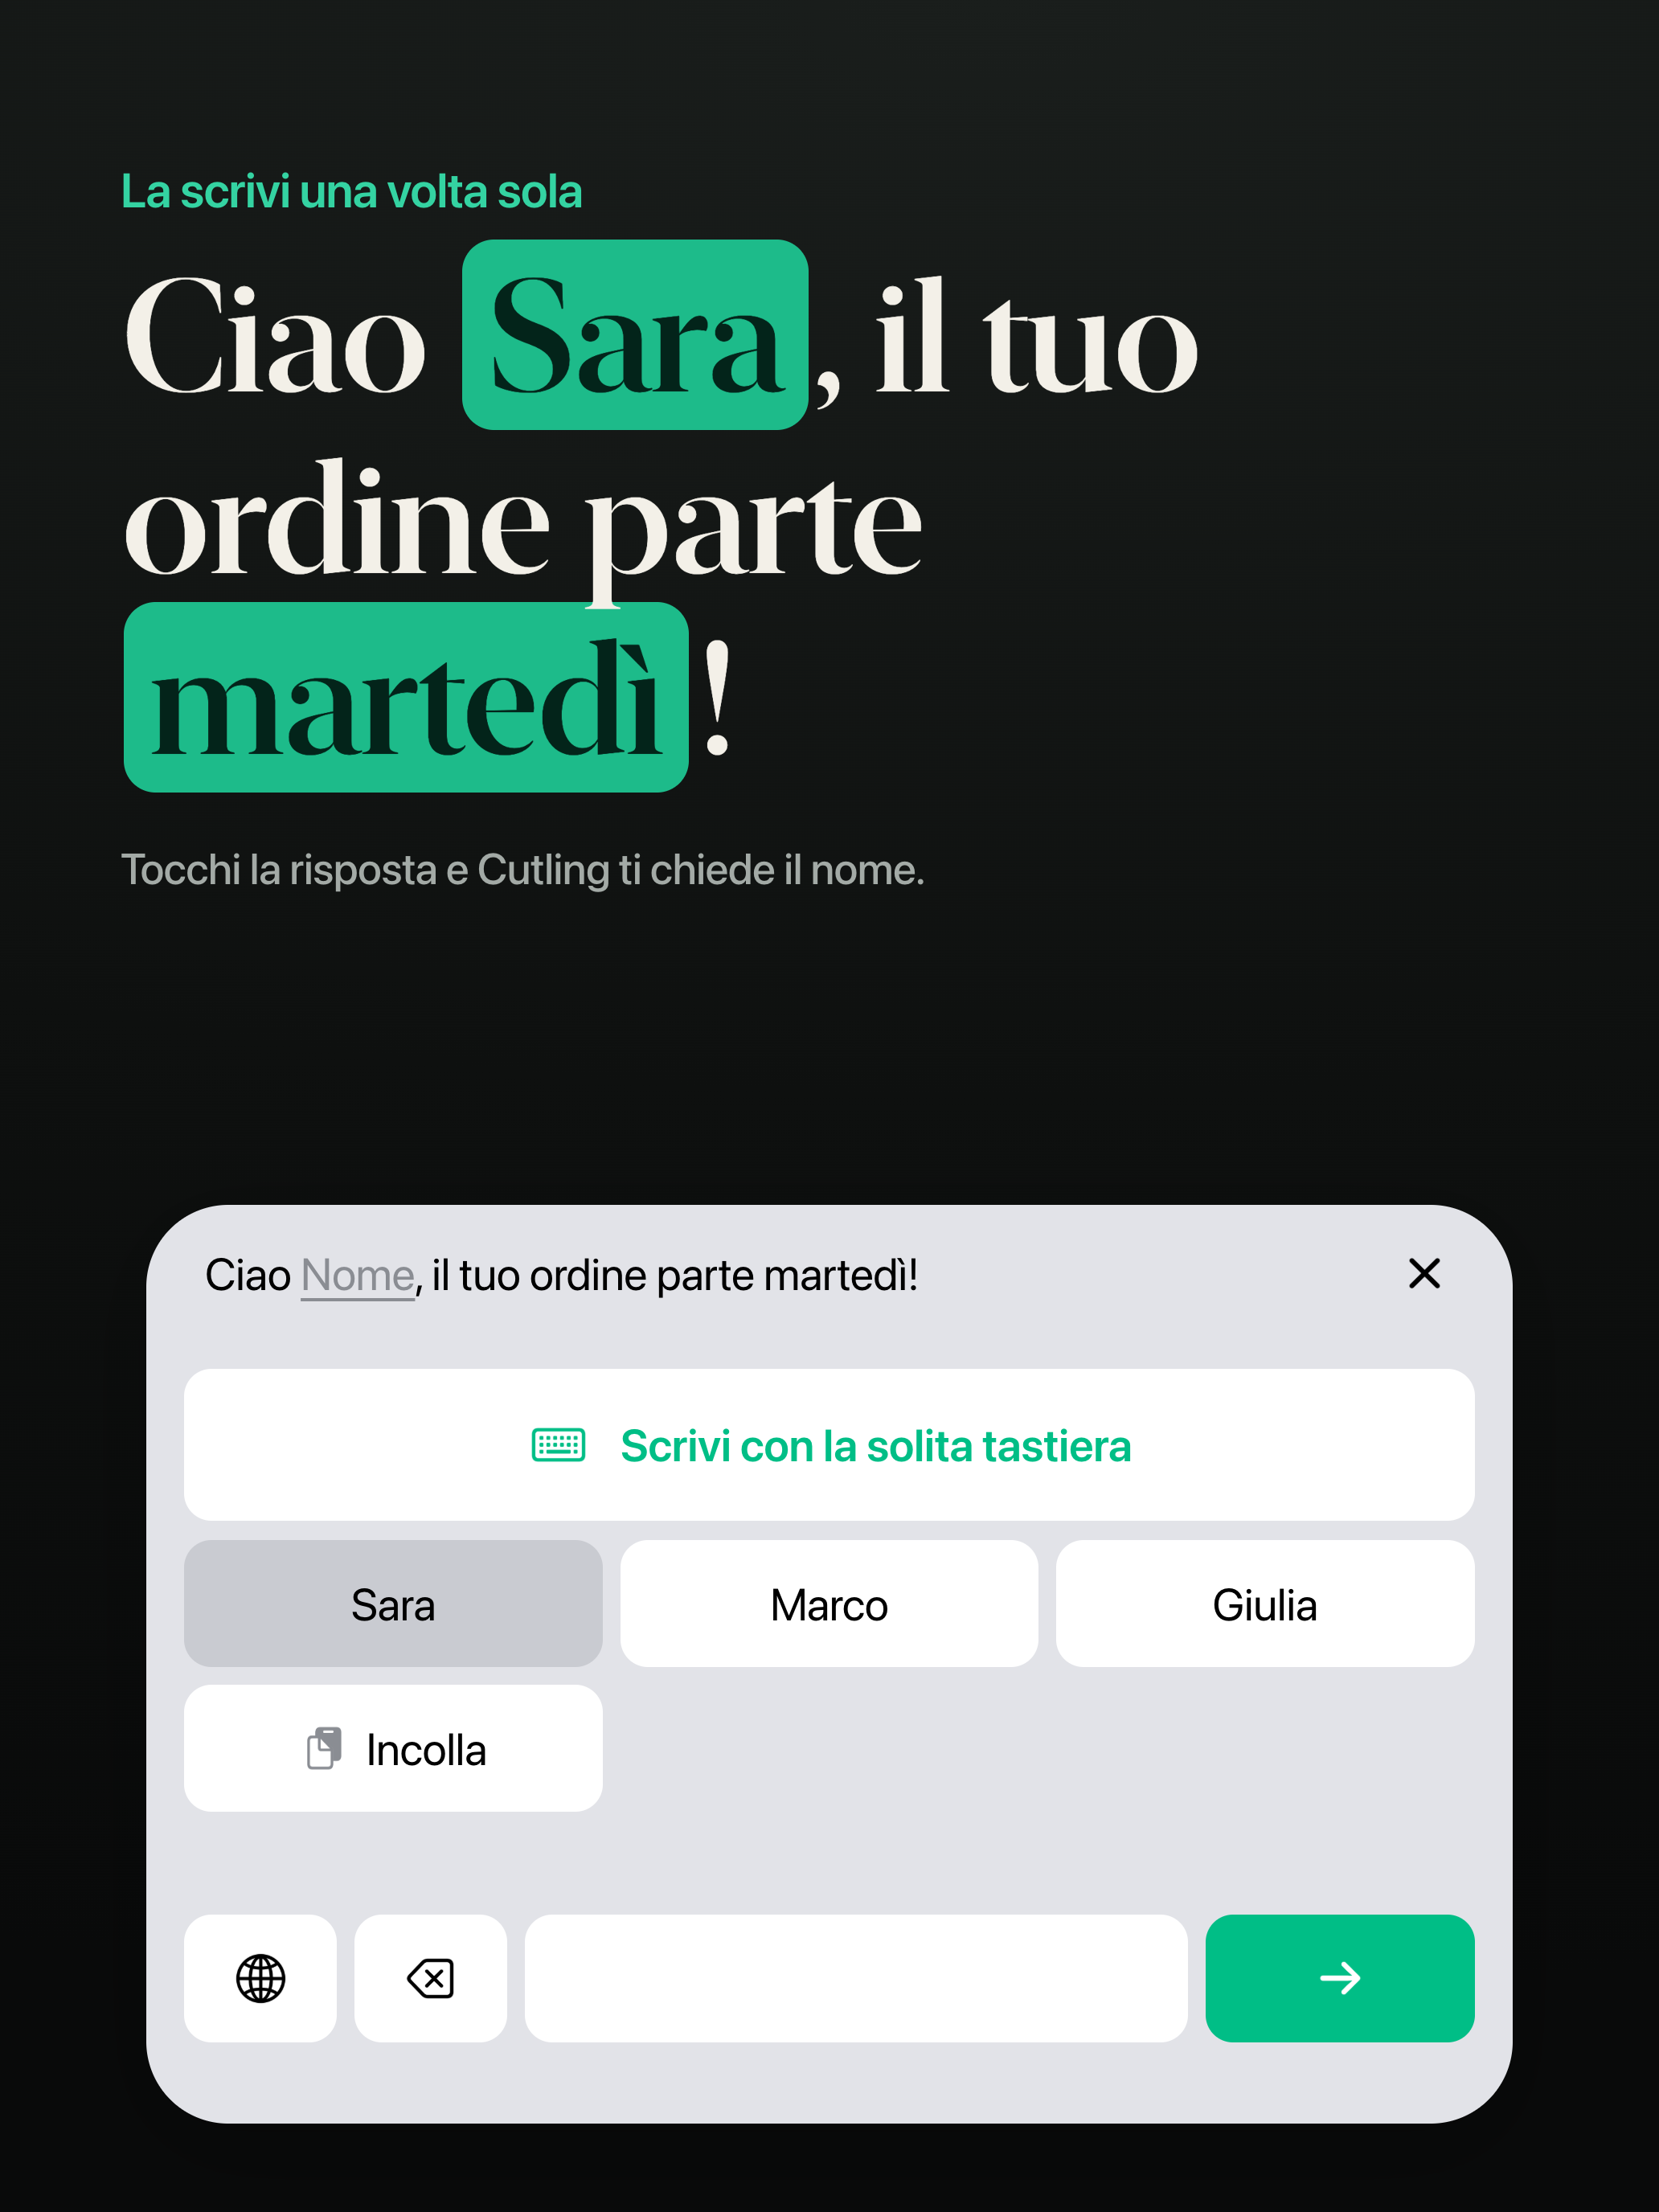 La scrivi una volta sola
Ciao Sara, il tuo
ordine parte
martedì!
Tocchi la risposta e Cutling ti chiede il nome.
Ciao Nome, il tuo ordine parte martedì!
Scrivi con la solita tastiera
Sara
Marco
Giulia
Incolla